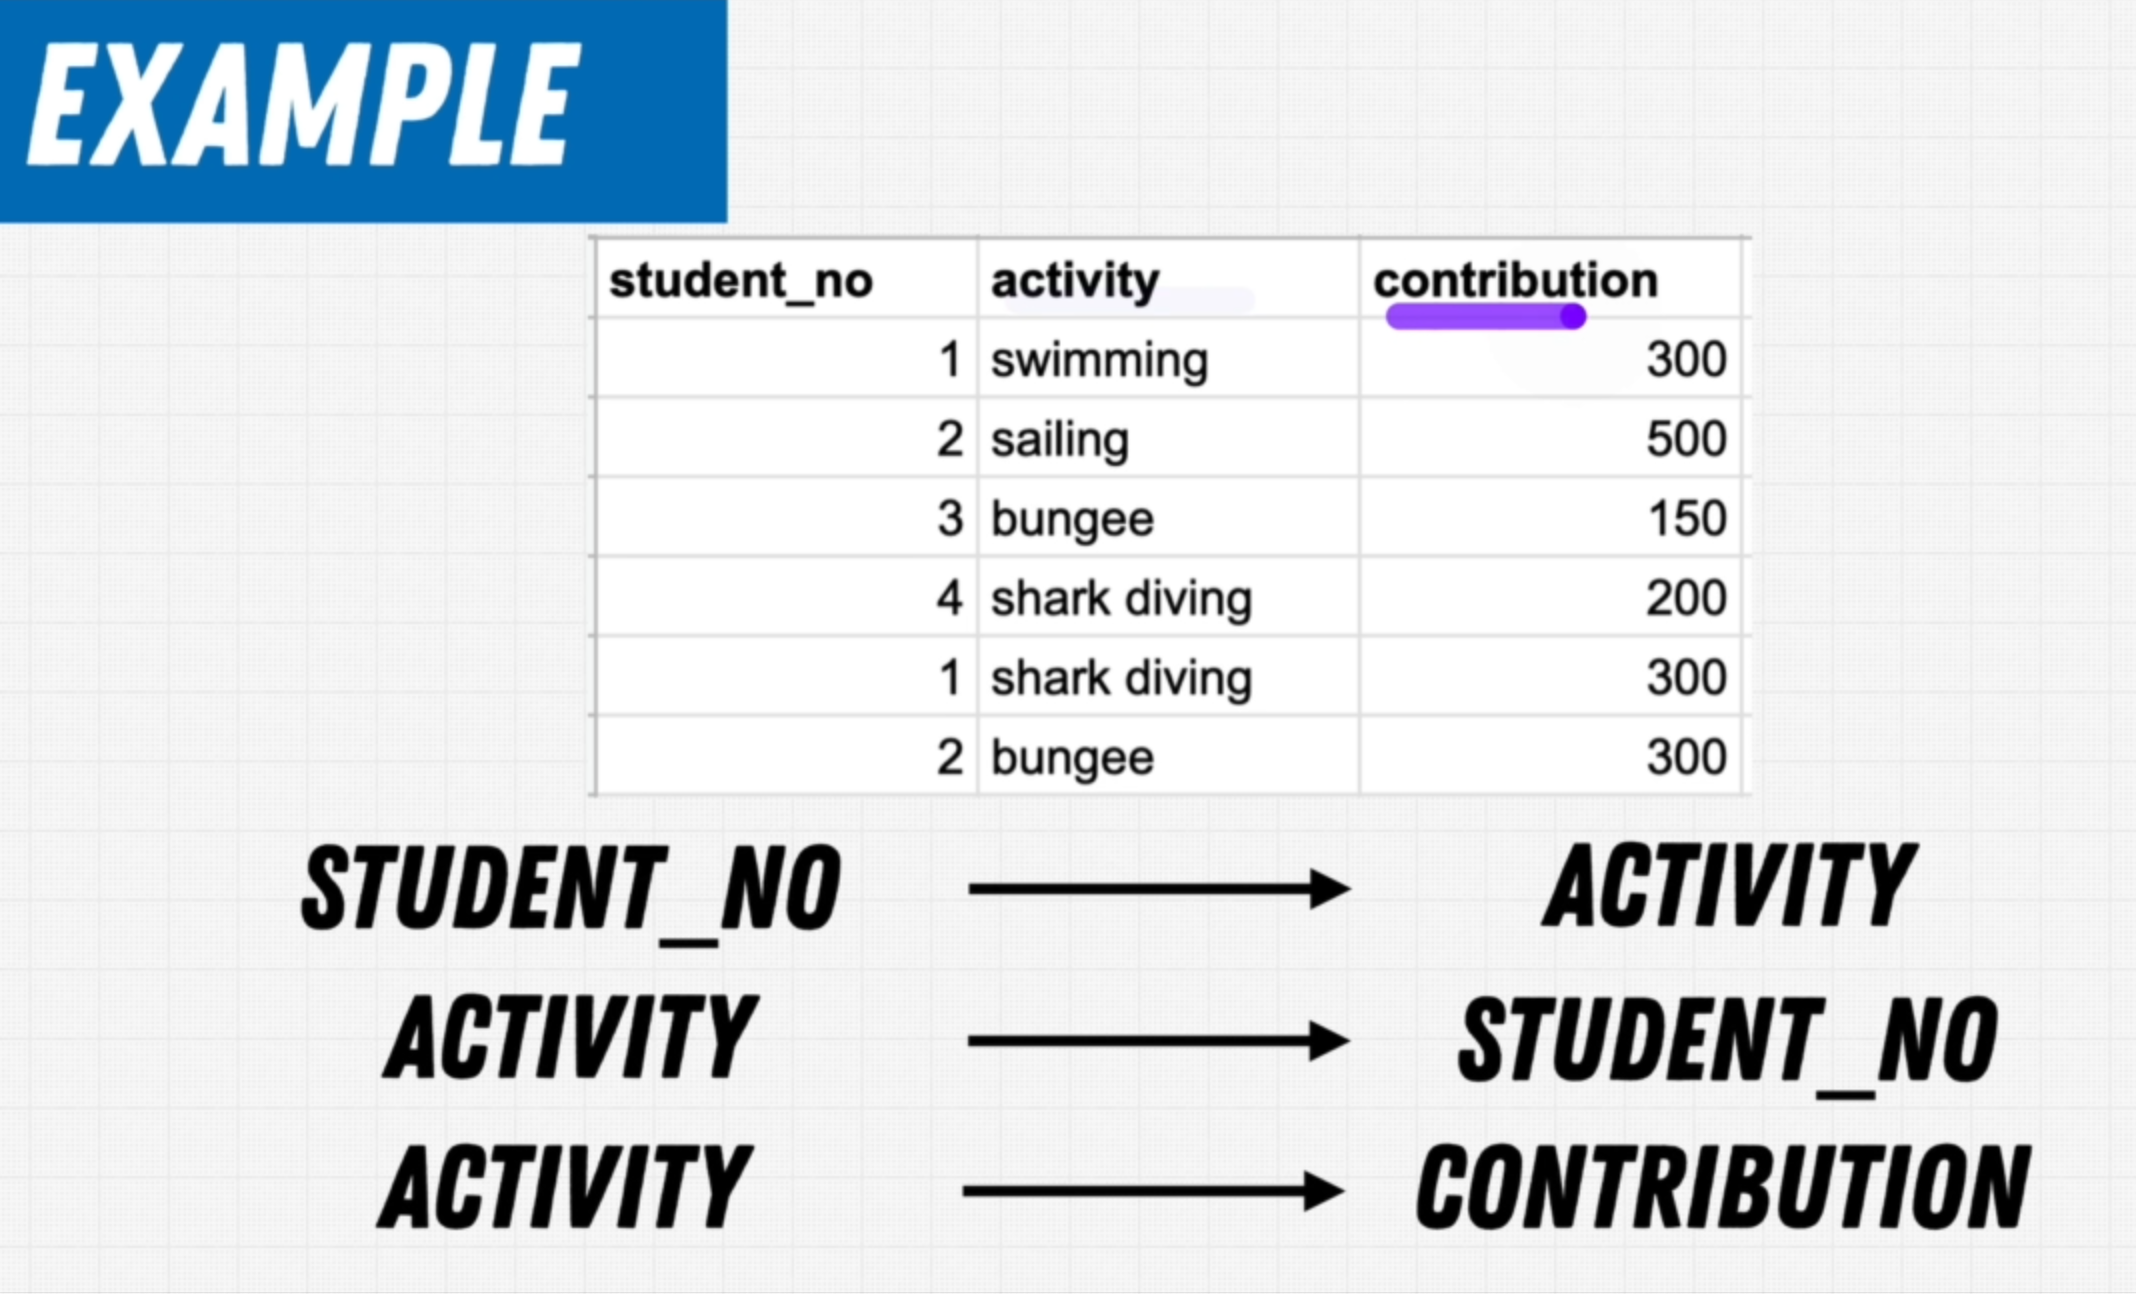 EXAMPLE
student_no activity contribution
1 swimming 300
2 sailing 500
3 bungee 150
4 shark diving 200
1 shark diving 300
2 bungee 300
STUDENT_NO ACTIVITY
ACTIVITY STUDENT_NO
ACTIVITY CONTRIBUTION